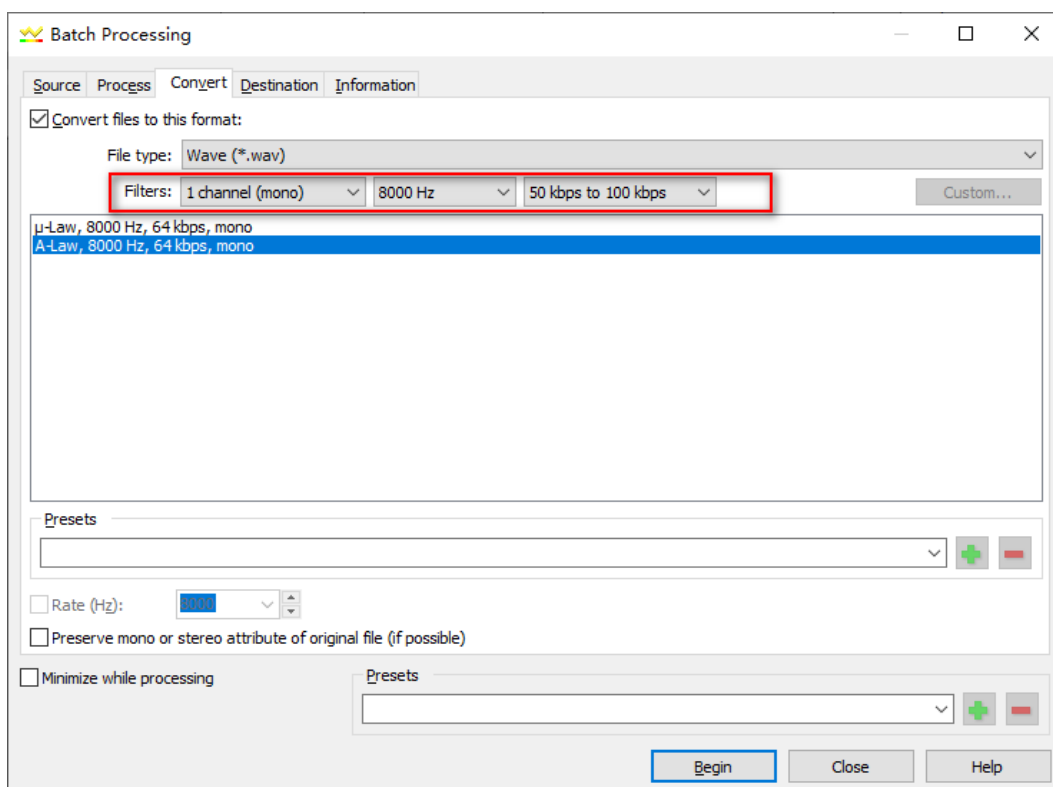 Batch Processing
Source Process Convert Destination Information
Convert files to this format:
File type: Wave (*.wav)
Filters: 1 channel (mono) 8000 Hz 50 kbps to 100 kbps Custom...
µ-Law, 8000 Hz, 64 kbps, mono
A-Law, 8000 Hz, 64 kbps, mono
Presets
Rate (Hz): 8000
Preserve mono or stereo attribute of original file (if possible)
Minimize while processing Presets
Begin Close Help